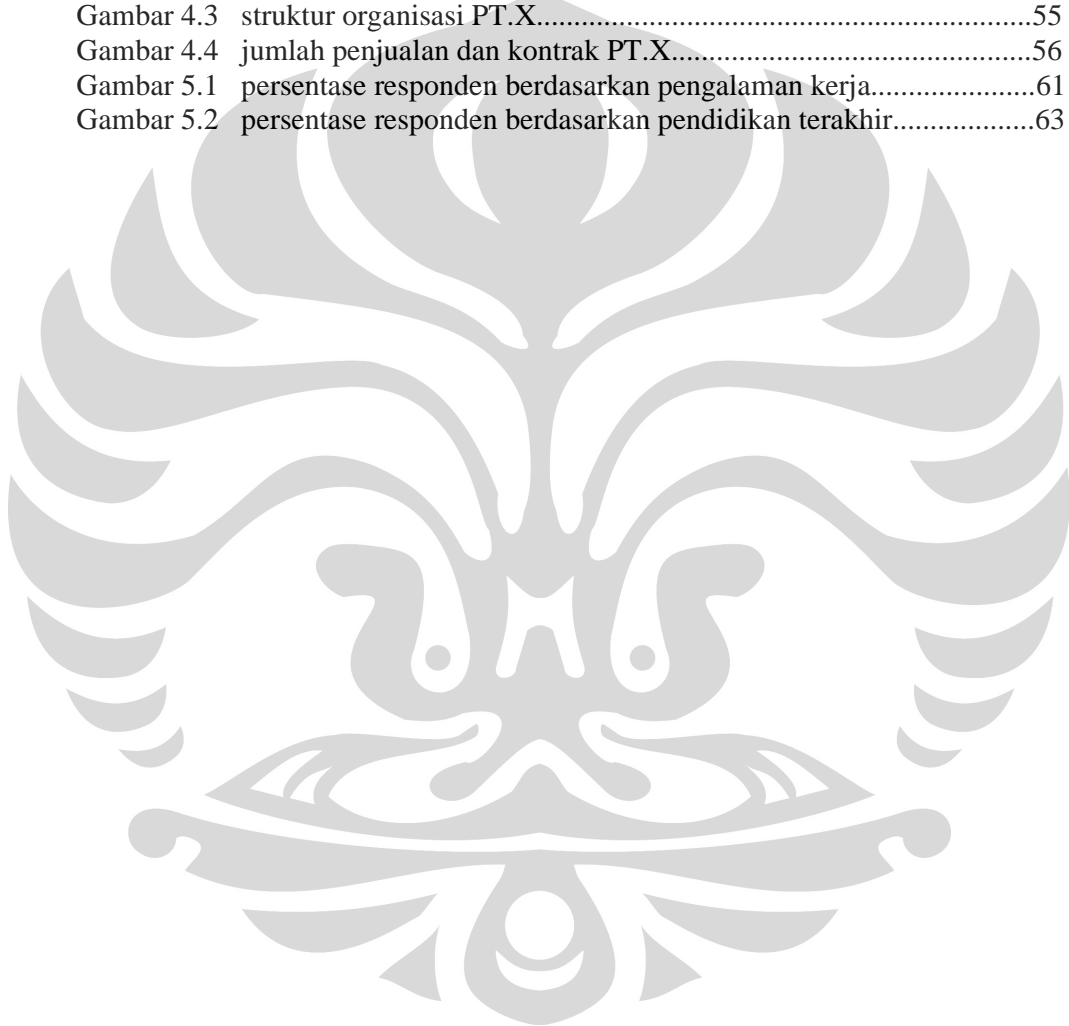 Gambar 4.3 struktur organisasi PT.X.......................................................................55
Gambar 4.4 jumlah penjualan dan kontrak PT.X...................................................56
Gambar 5.1 persentase responden berdasarkan pengalaman kerja....................61
Gambar 5.2 persentase responden berdasarkan pendidikan terakhir.................63